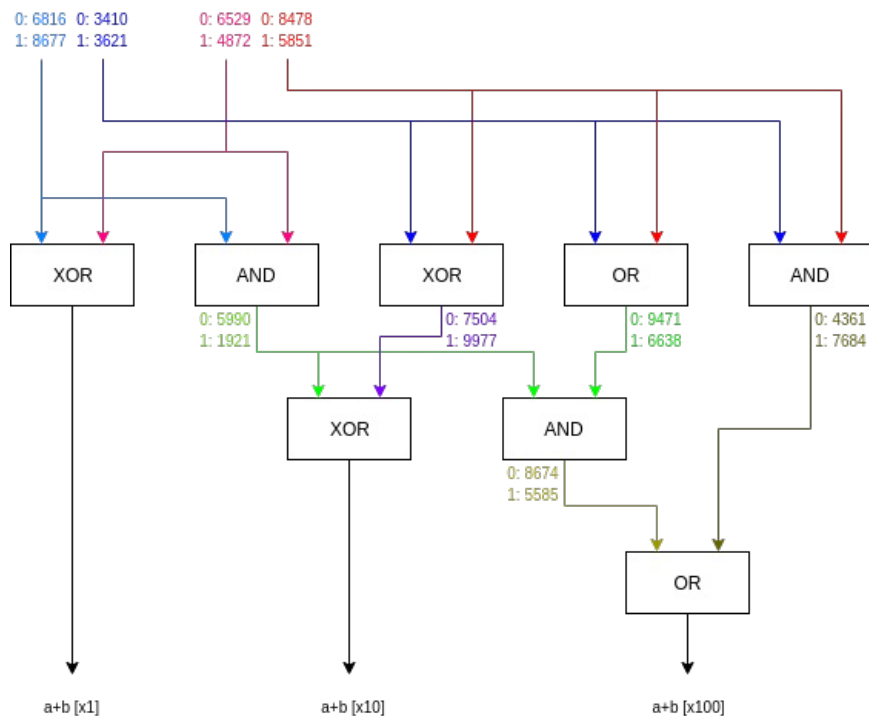 0: 6816 0: 3410 0: 6529 0: 8478
1: 8677 1: 3621 1: 4872 1: 5851
XOR AND XOR OR AND
0: 5990 0: 7504 0: 9471 0: 4361
1: 1921 1: 9977 1: 6638 1: 7684
XOR AND
0: 8674
1: 5585
OR
a+b [x1] a+b [x10] a+b [x100]